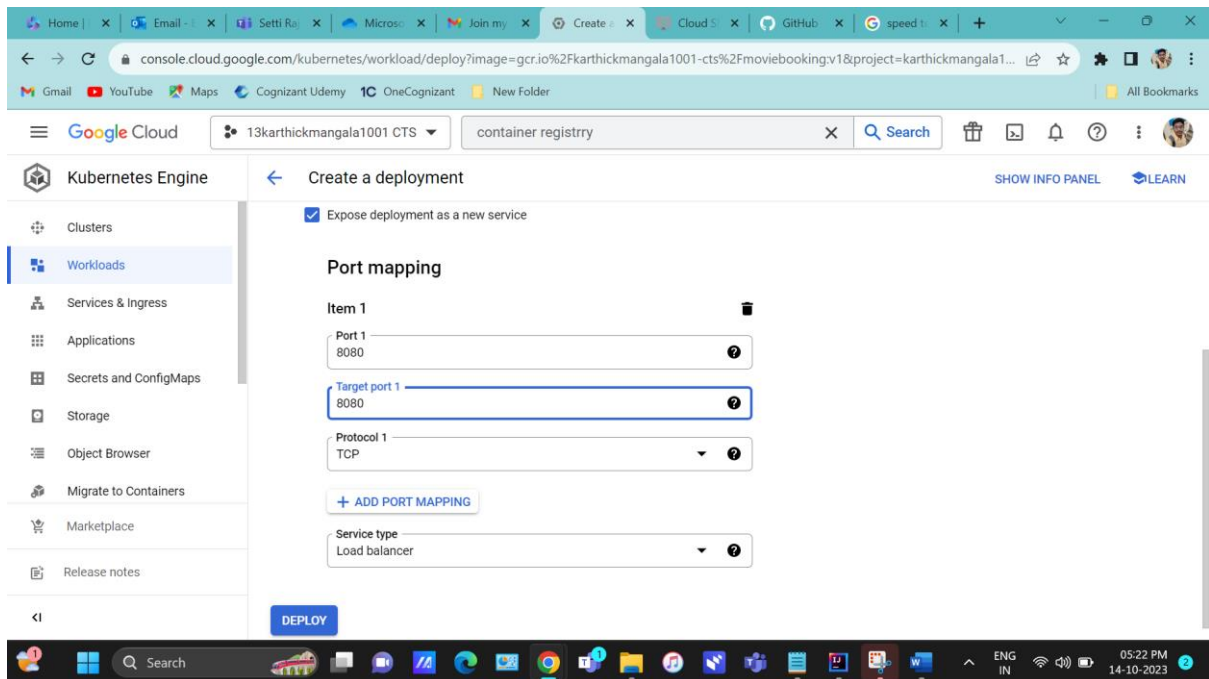 Home | Email - Setti Raj Microso Join my Create a Cloud S GitHub speed t
console.cloud.google.com/kubernetes/workload/deploy?image=gcr.io%2Fkarthickmangala1001-cts%2Fmoviebooking:v1&project=karthickmangala1...
Gmail YouTube Maps Cognizant Udemy 1C OneCognizant New Folder All Bookmarks
Google Cloud 13karthickmangala1001 CTS container registrry Search
Kubernetes Engine Create a deployment SHOW INFO PANEL LEARN
Expose deployment as a new service
Clusters
Workloads
Services & Ingress
Applications
Secrets and ConfigMaps
Storage
Object Browser
Migrate to Containers
Marketplace
Release notes
Port mapping
Item 1
Port 1
8080
Target port 1
8080
Protocol 1
TCP
+ ADD PORT MAPPING
Service type
Load balancer
DEPLOY
1 Search 1 ENG 05:22 PM 2
IN 14-10-2023